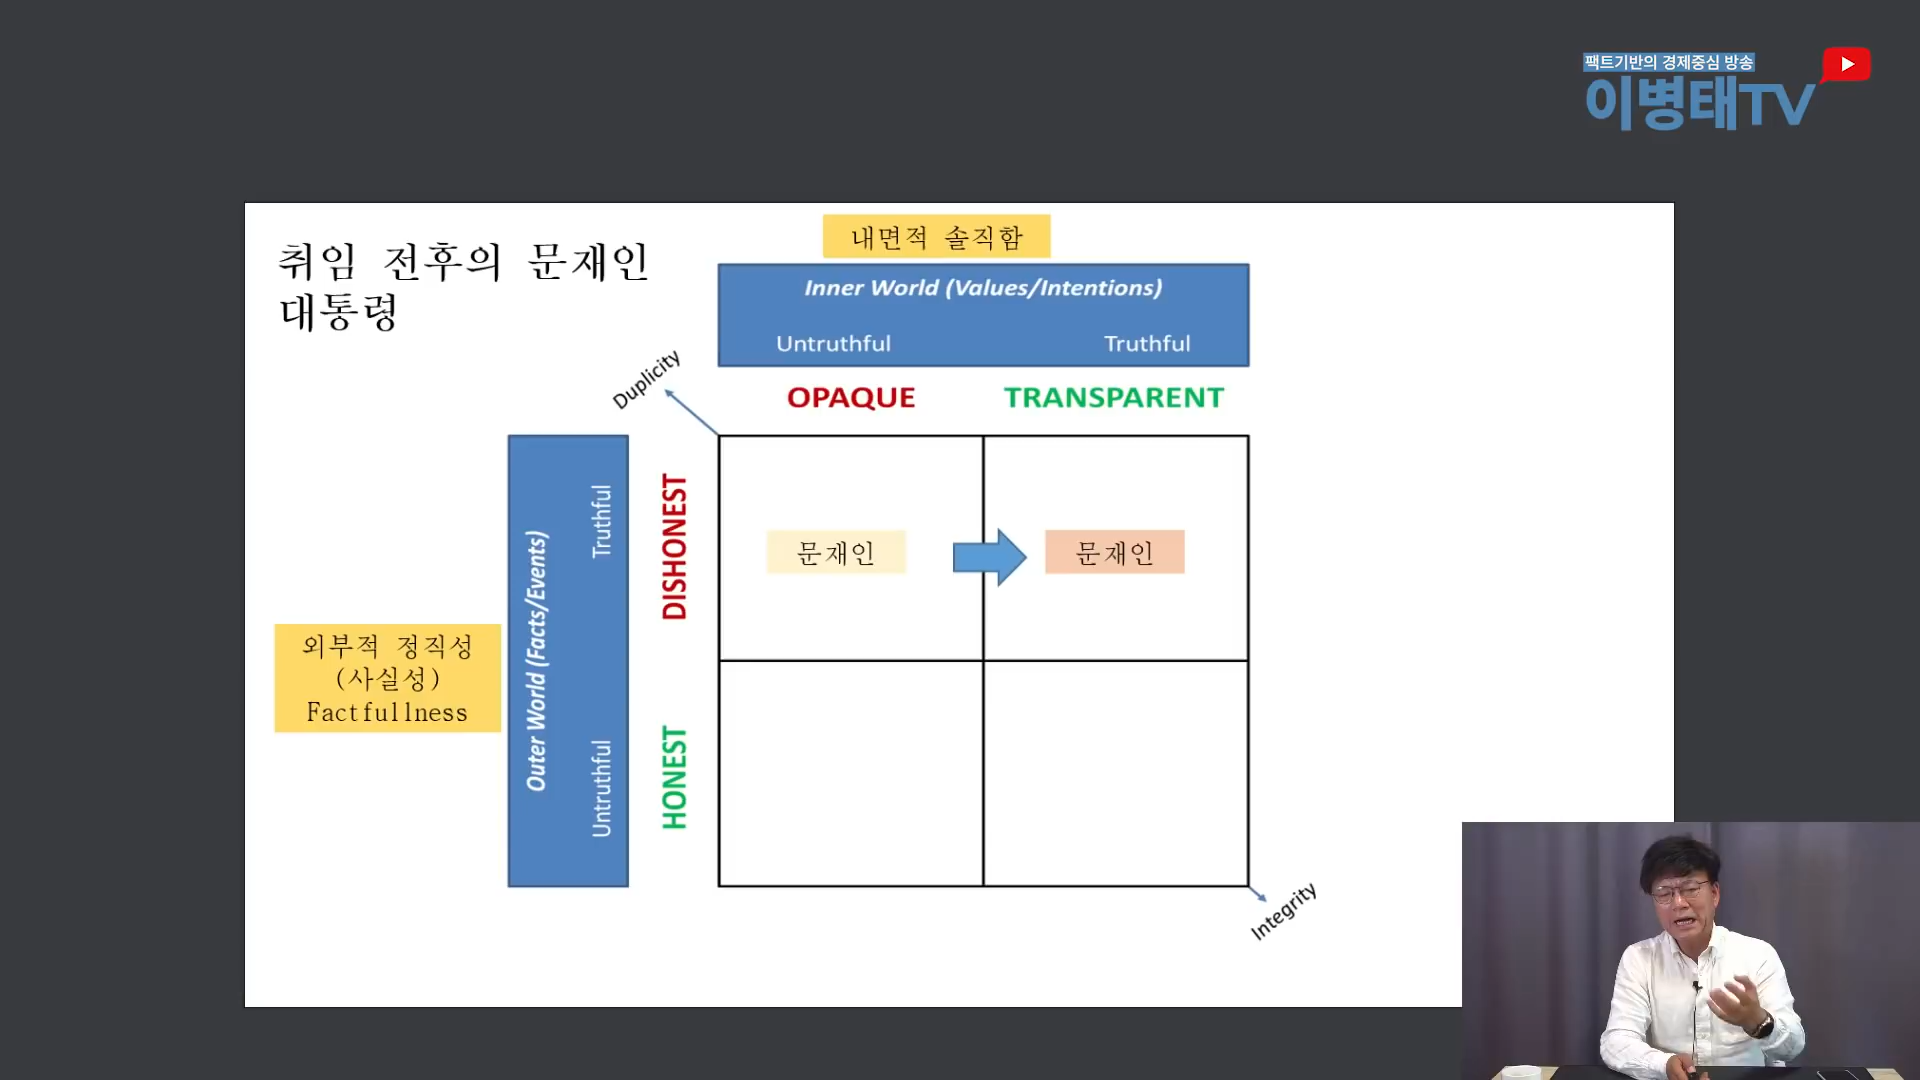 팩트기반의 경제중심 방송
이병태TV
취임 전후의 문재인
대통령
내면적 솔직함
Inner World (Values/Intentions)
Untruthful
Truthful
OPAQUE
TRANSPARENT
Duplicity
외부적 정직성
(사실성)
Factfullness
Outer World (Facts/Events)
Truthful
Untruthful
DISHONEST
HONEST
문재인
문재인
Integrity